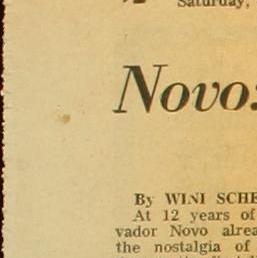 Saturday,
Novo:
By WINI SCHE
At 12 years of
vador Novo alrea
the nostalgia of